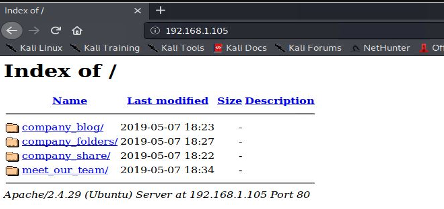 Index of /
192.168.1.105
Kali Linux Kali Training Kali Tools Kali Docs Kali Forums NetHunter Of
Index of /
Name Last modified Size Description
company_blog/ 2019-05-07 18:23 -
company_folders/ 2019-05-07 18:27 -
company_share/ 2019-05-07 18:22 -
meet_our_team/ 2019-05-07 18:34 -
Apache/2.4.29 (Ubuntu) Server at 192.168.1.105 Port 80